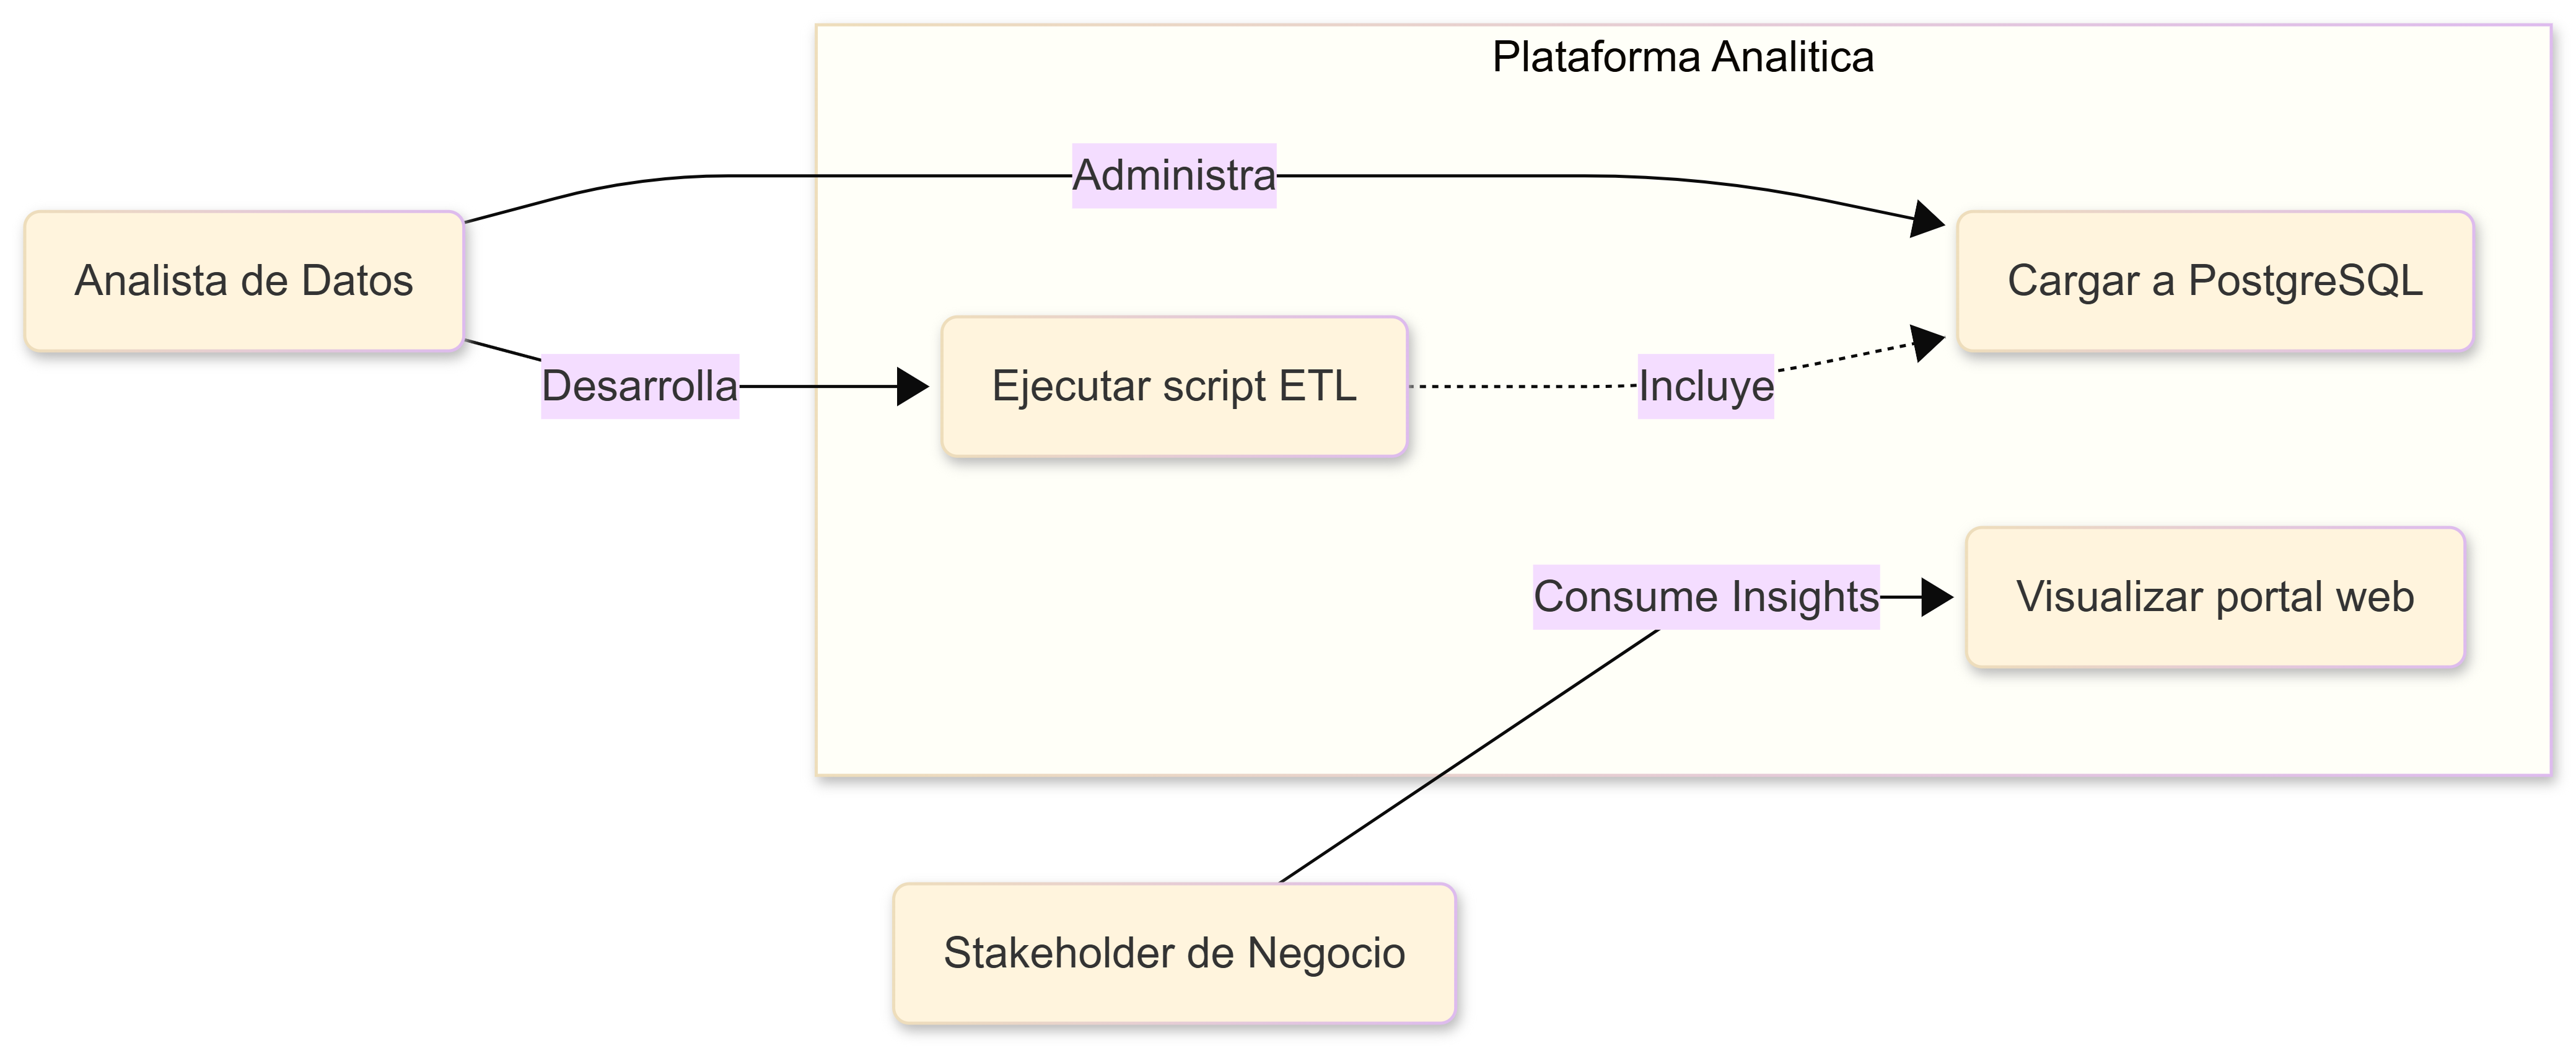 Plataforma Analitica
Administra
Analista de Datos
Cargar a PostgreSQL
Desarrolla
Ejecutar script ETL
Incluye
Consume Insights
Visualizar portal web
Stakeholder de Negocio